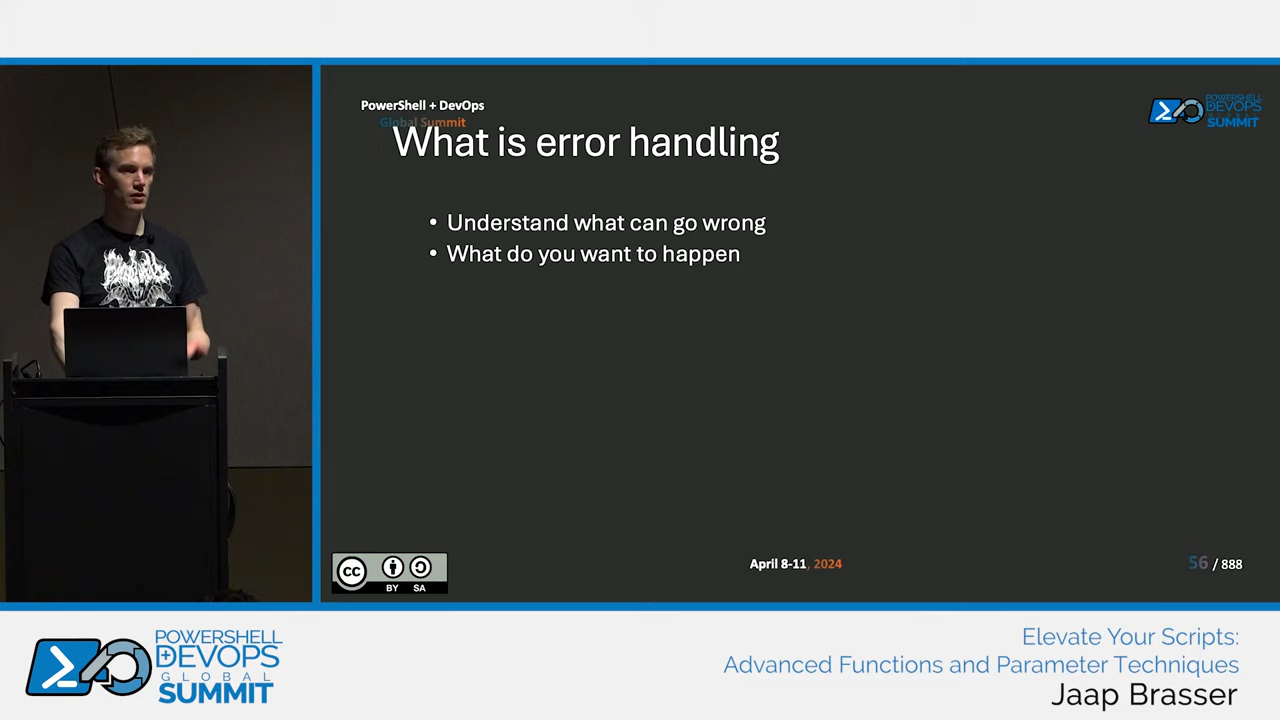 PowerShell + DevOps
Global Summit
What is error handling
• Understand what can go wrong
• What do you want to happen
POWERSHELL
DEVOPS
GLOBAL
SUMMIT
CC
BY SA
April 8-11, 2024
56 / 888
POWERSHELL
+DEVOPS
GLOBAL
SUMMIT
Elevate Your Scripts:
Advanced Functions and Parameter Techniques
Jaap Brasser